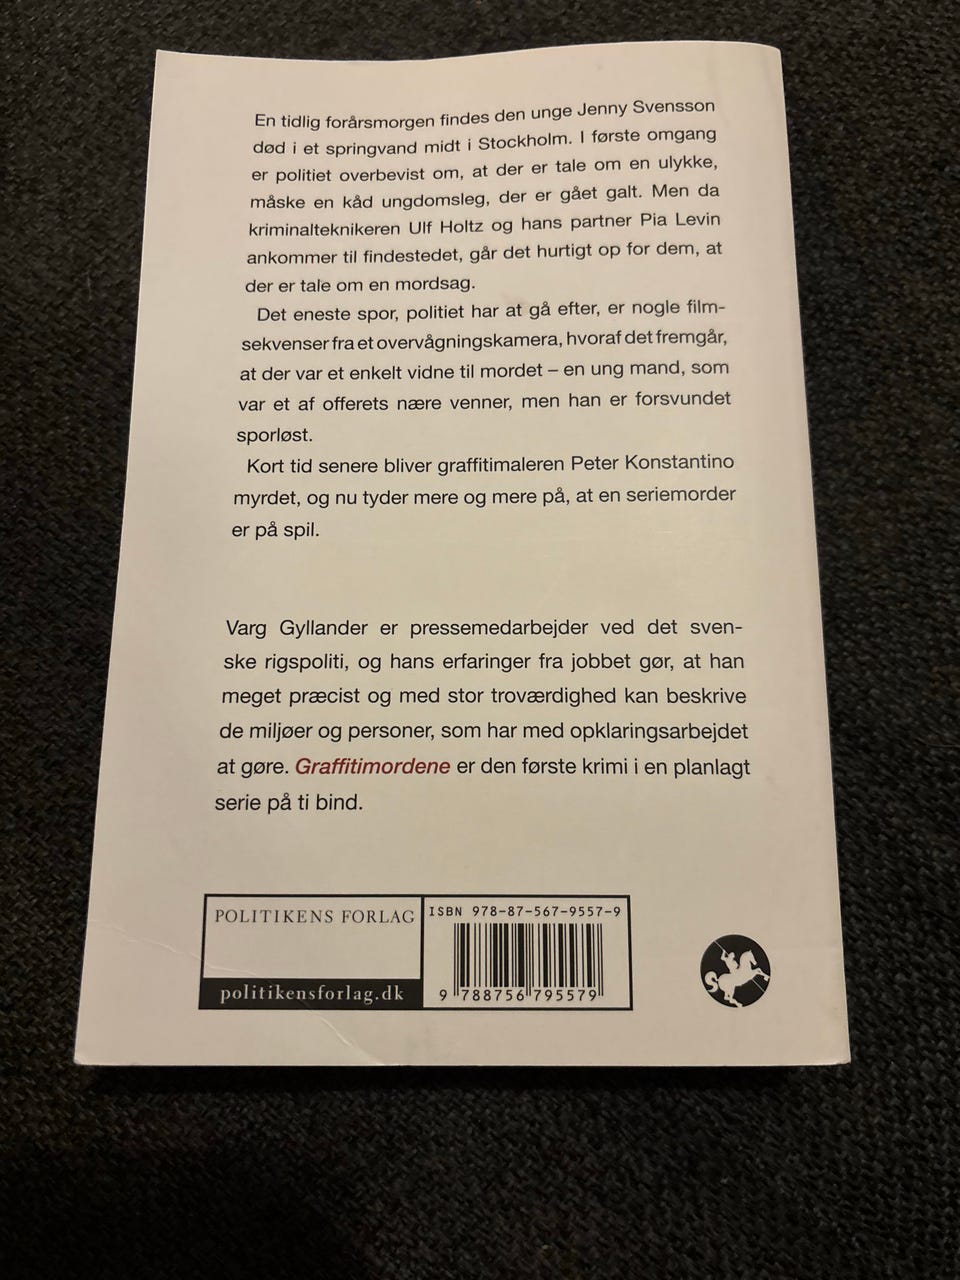 En tidlig forårsmorgen findes den unge Jenny Svensson
død i et springvand midt i Stockholm. I første omgang
er politiet overbevist om, at der er tale om en ulykke,
måske en kåd ungdomsleg, der er gået galt. Men da
kriminalteknikeren Ulf Holtz og hans partner Pia Levin
ankommer til findestedet, går det hurtigt op for dem, at
der er tale om en mordsag.
Det eneste spor, politiet har at gå efter, er nogle film-
sekvenser fra et overvågningskamera, hvoraf det fremgår,
at der var et enkelt vidne til mordet – en ung mand, som
var et af offerets nære venner, men han er forsvundet
sporløst.
Kort tid senere bliver graffitimaleren Peter Konstantino
myrdet, og nu tyder mere og mere på, at en seriemorder
er på spil.
Varg Gyllander er pressemedarbejder ved det sven-
ske rigspoliti, og hans erfaringer fra jobbet gør, at han
meget præcist og med stor troværdighed kan beskrive
de miljøer og personer, som har med opklaringsarbejdet
at gøre. Graffitimordene er den første krimi i en planlagt
serie på ti bind.
POLITIKENS FORLAG
politikensforlag.dk
ISBN 978-87-567-9557-9
9 788756 795579